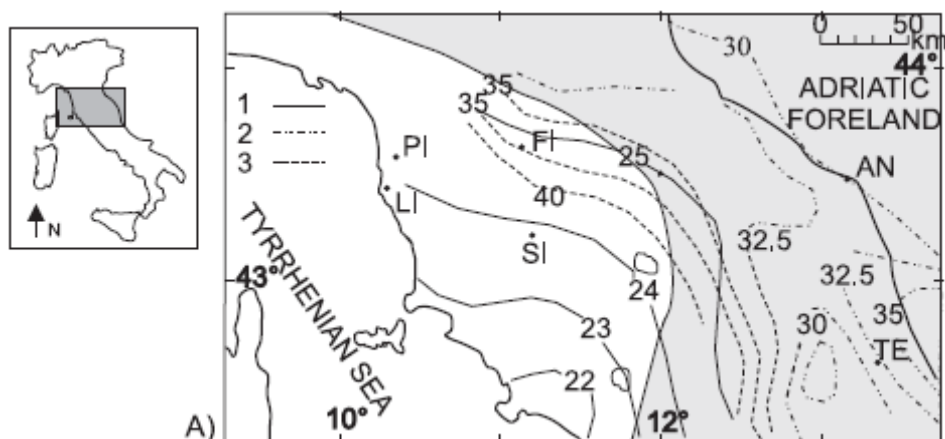 N
A)
1
2
3
0 50
km
44°
43°
10°
12°
ADRIATIC
FORELAND
TYRRHENIAN SEA
PI
LI
FI
SI
AN
TE
30
35
35
25
40
32,5
32,5
24
23
22
30
35